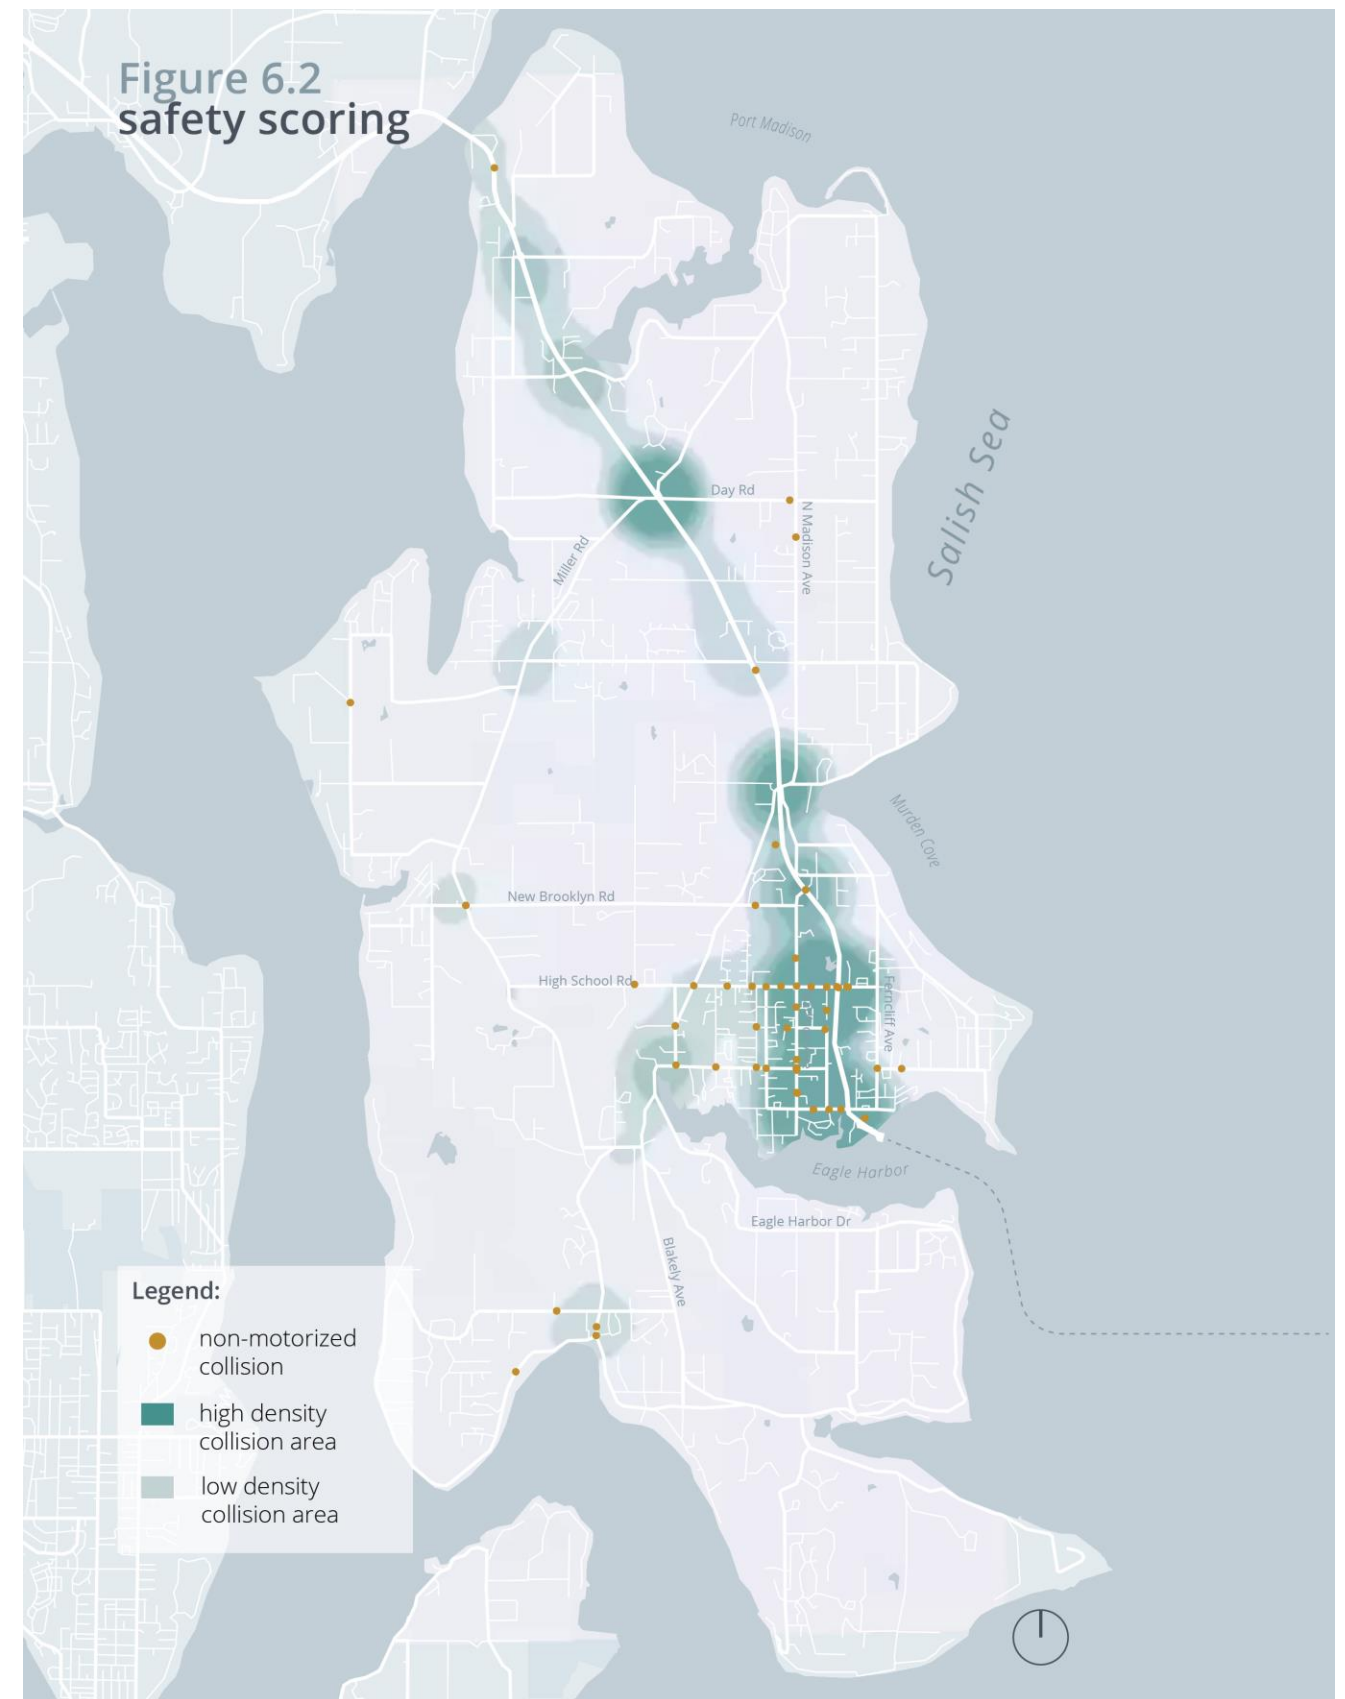 Figure 6.2
safety scoring
Port Madison
Salish Sea
Day Rd
N Madison Ave
Miller Rd
Murden Cove
New Brooklyn Rd
High School Rd
Ferncliff Ave
Eagle Harbor
Eagle Harbor Dr
Blakely Ave
Legend:
non-motorized
collision
high density
collision area
low density
collision area